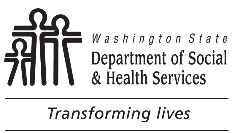 Washington State
Department of Social
& Health Services
Transforming lives